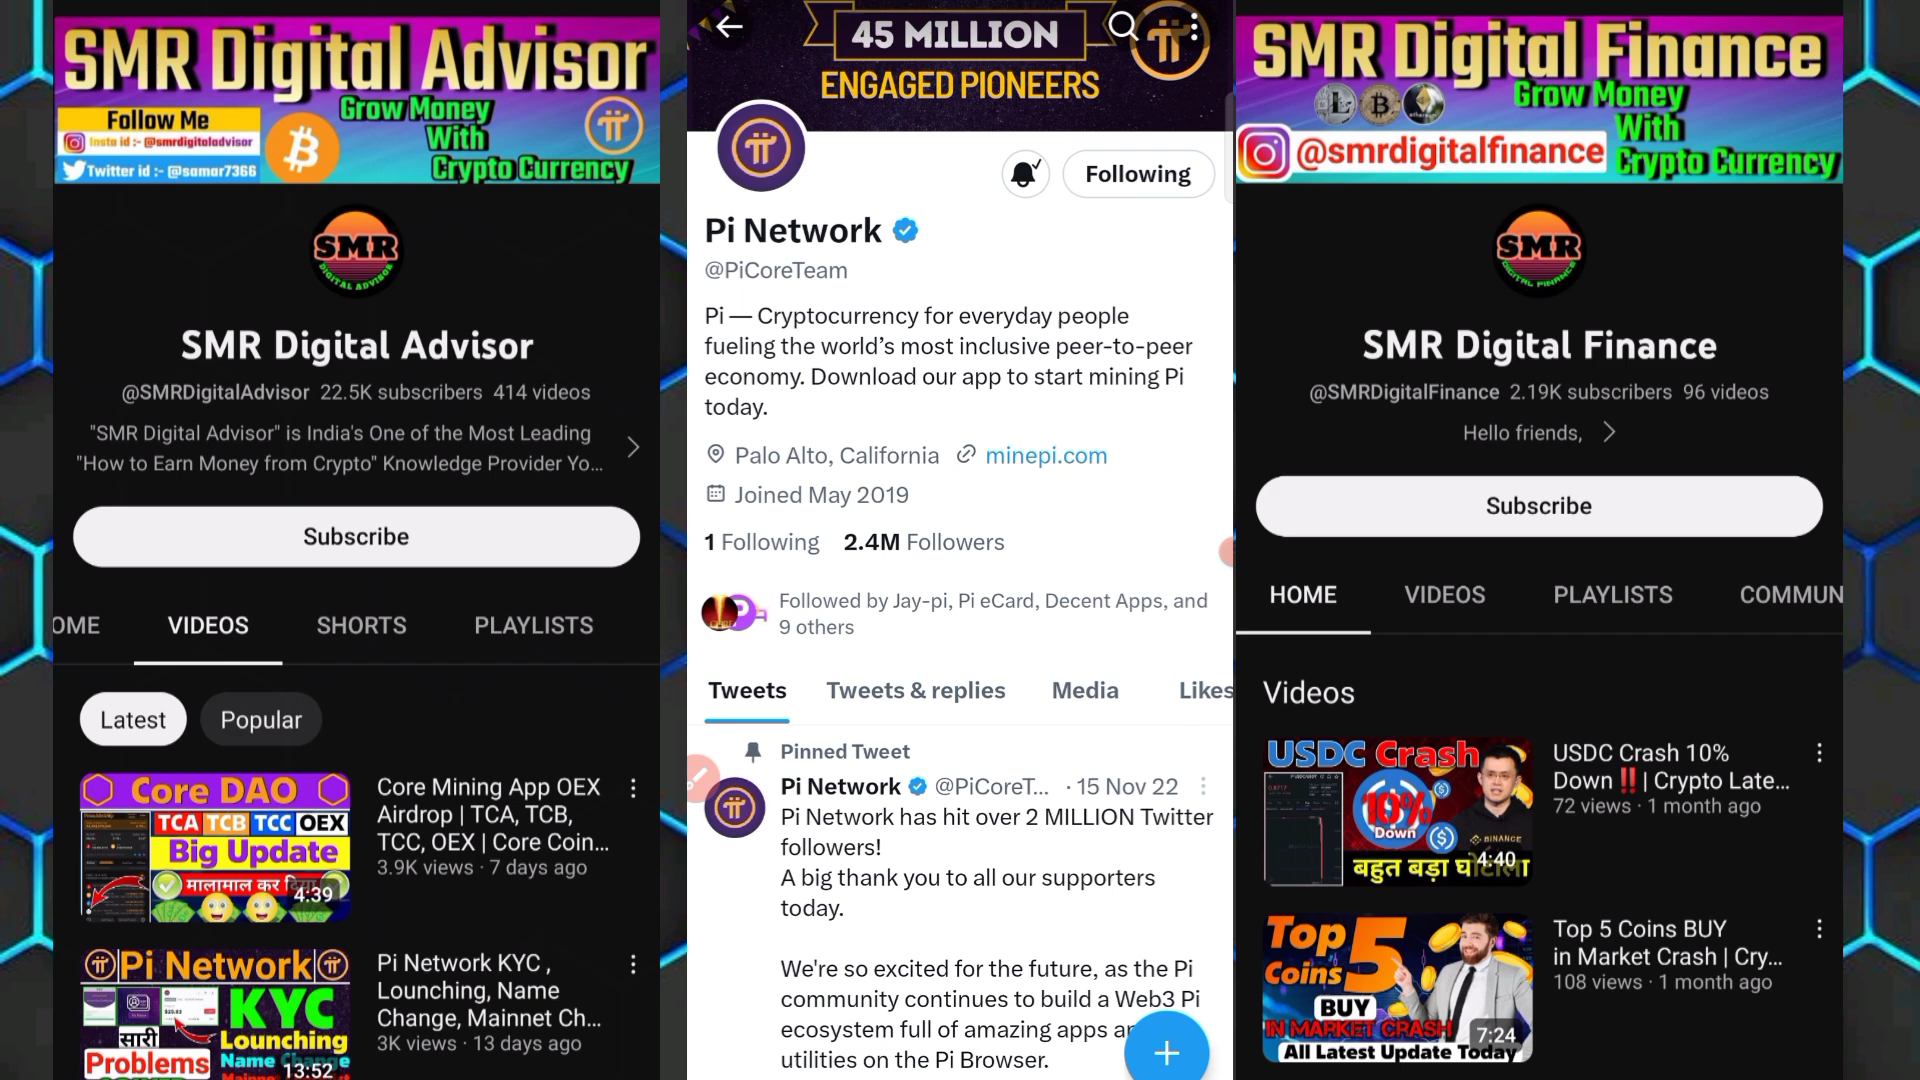 SMR Digital Advisor
Follow Me
Insta id :- @smrdigitaladvisor
Twitter id :- @samar7366
Grow Money
With
Crypto Currency
SMR
DIGITAL ADVISOR
SMR Digital Advisor
@SMRDigitalAdvisor 22.5K subscribers 414 videos
"SMR Digital Advisor" is India's One of the Most Leading
"How to Earn Money from Crypto" Knowledge Provider Yo...
Subscribe
OME VIDEOS SHORTS PLAYLISTS
Latest Popular
Core DAO
TCA TCB TCC OEX
Big Update
मालामाल कर दिया
4:39
Core Mining App OEX
Airdrop | TCA, TCB,
TCC, OEX | Core Coin...
3.9K views · 7 days ago
Pi Network
KYC
Lounching
सारी
Problems
Name Change
13:52
Pi Network KYC ,
Lounching, Name
Change, Mainnet Ch...
3K views · 13 days ago
45 MILLION
ENGAGED PIONEERS
Following
Pi Network
@PiCoreTeam
Pi — Cryptocurrency for everyday people
fueling the world’s most inclusive peer-to-peer
economy. Download our app to start mining Pi
today.
Palo Alto, California minepi.com
Joined May 2019
1 Following 2.4M Followers
Followed by Jay-pi, Pi eCard, Decent Apps, and
9 others
Tweets Tweets & replies Media Likes
Pinned Tweet
Pi Network @PiCoreT... · 15 Nov 22
Pi Network has hit over 2 MILLION Twitter
followers!
A big thank you to all our supporters
today.
We're so excited for the future, as the Pi
community continues to build a Web3 Pi
ecosystem full of amazing apps
utilities on the Pi Browser.
SMR Digital Finance
Grow Money
With
Crypto Currency
@smrdigitalfinance
SMR
DIGITAL FINANCE
SMR Digital Finance
@SMRDigitalFinance 2.19K subscribers 96 videos
Hello friends,
Subscribe
HOME VIDEOS PLAYLISTS COMMUN
Videos
USDC Crash
10%
Down
BINANCE
बहुत बड़ा घोटाला
4:40
USDC Crash 10%
Down‼️ | Crypto Late...
72 views · 1 month ago
Top 5
Coins
BUY
IN MARKET CRASH
7:24
All Latest Update Today
Top 5 Coins BUY
in Market Crash | Cry...
108 views · 1 month ago